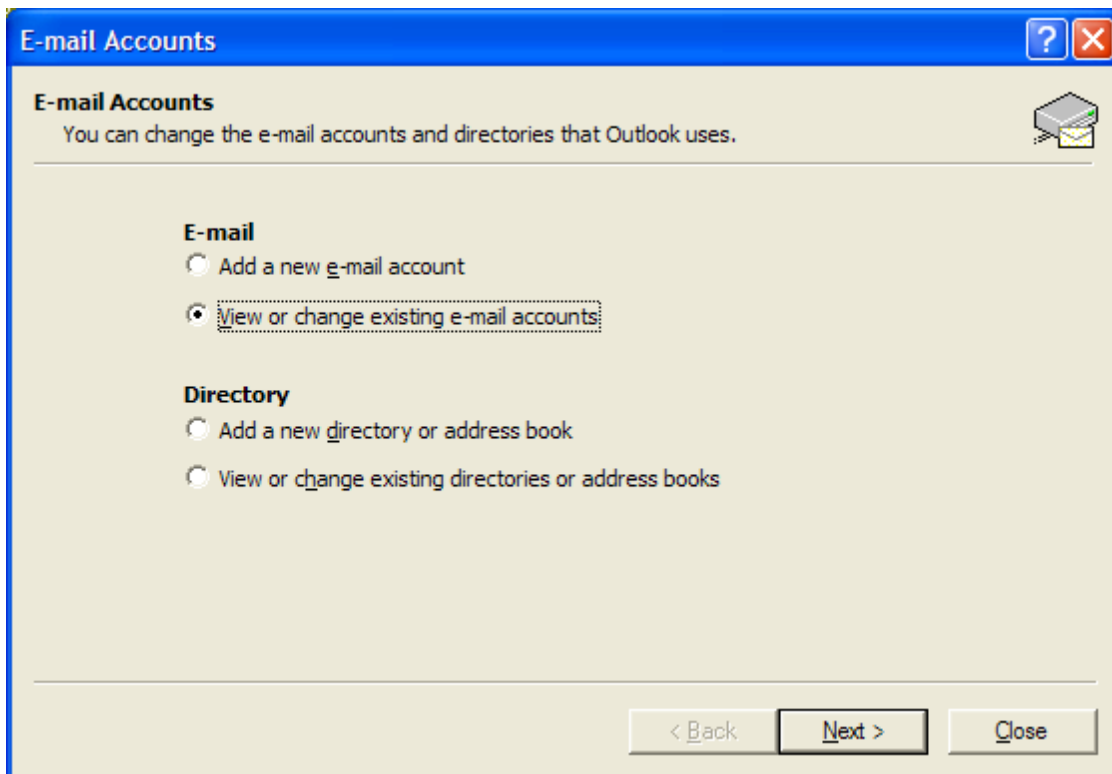 E-mail Accounts
?
E-mail Accounts
You can change the e-mail accounts and directories that Outlook uses.
E-mail
Add a new e-mail account
View or change existing e-mail accounts
Directory
Add a new directory or address book
View or change existing directories or address books
< Back Next > Close